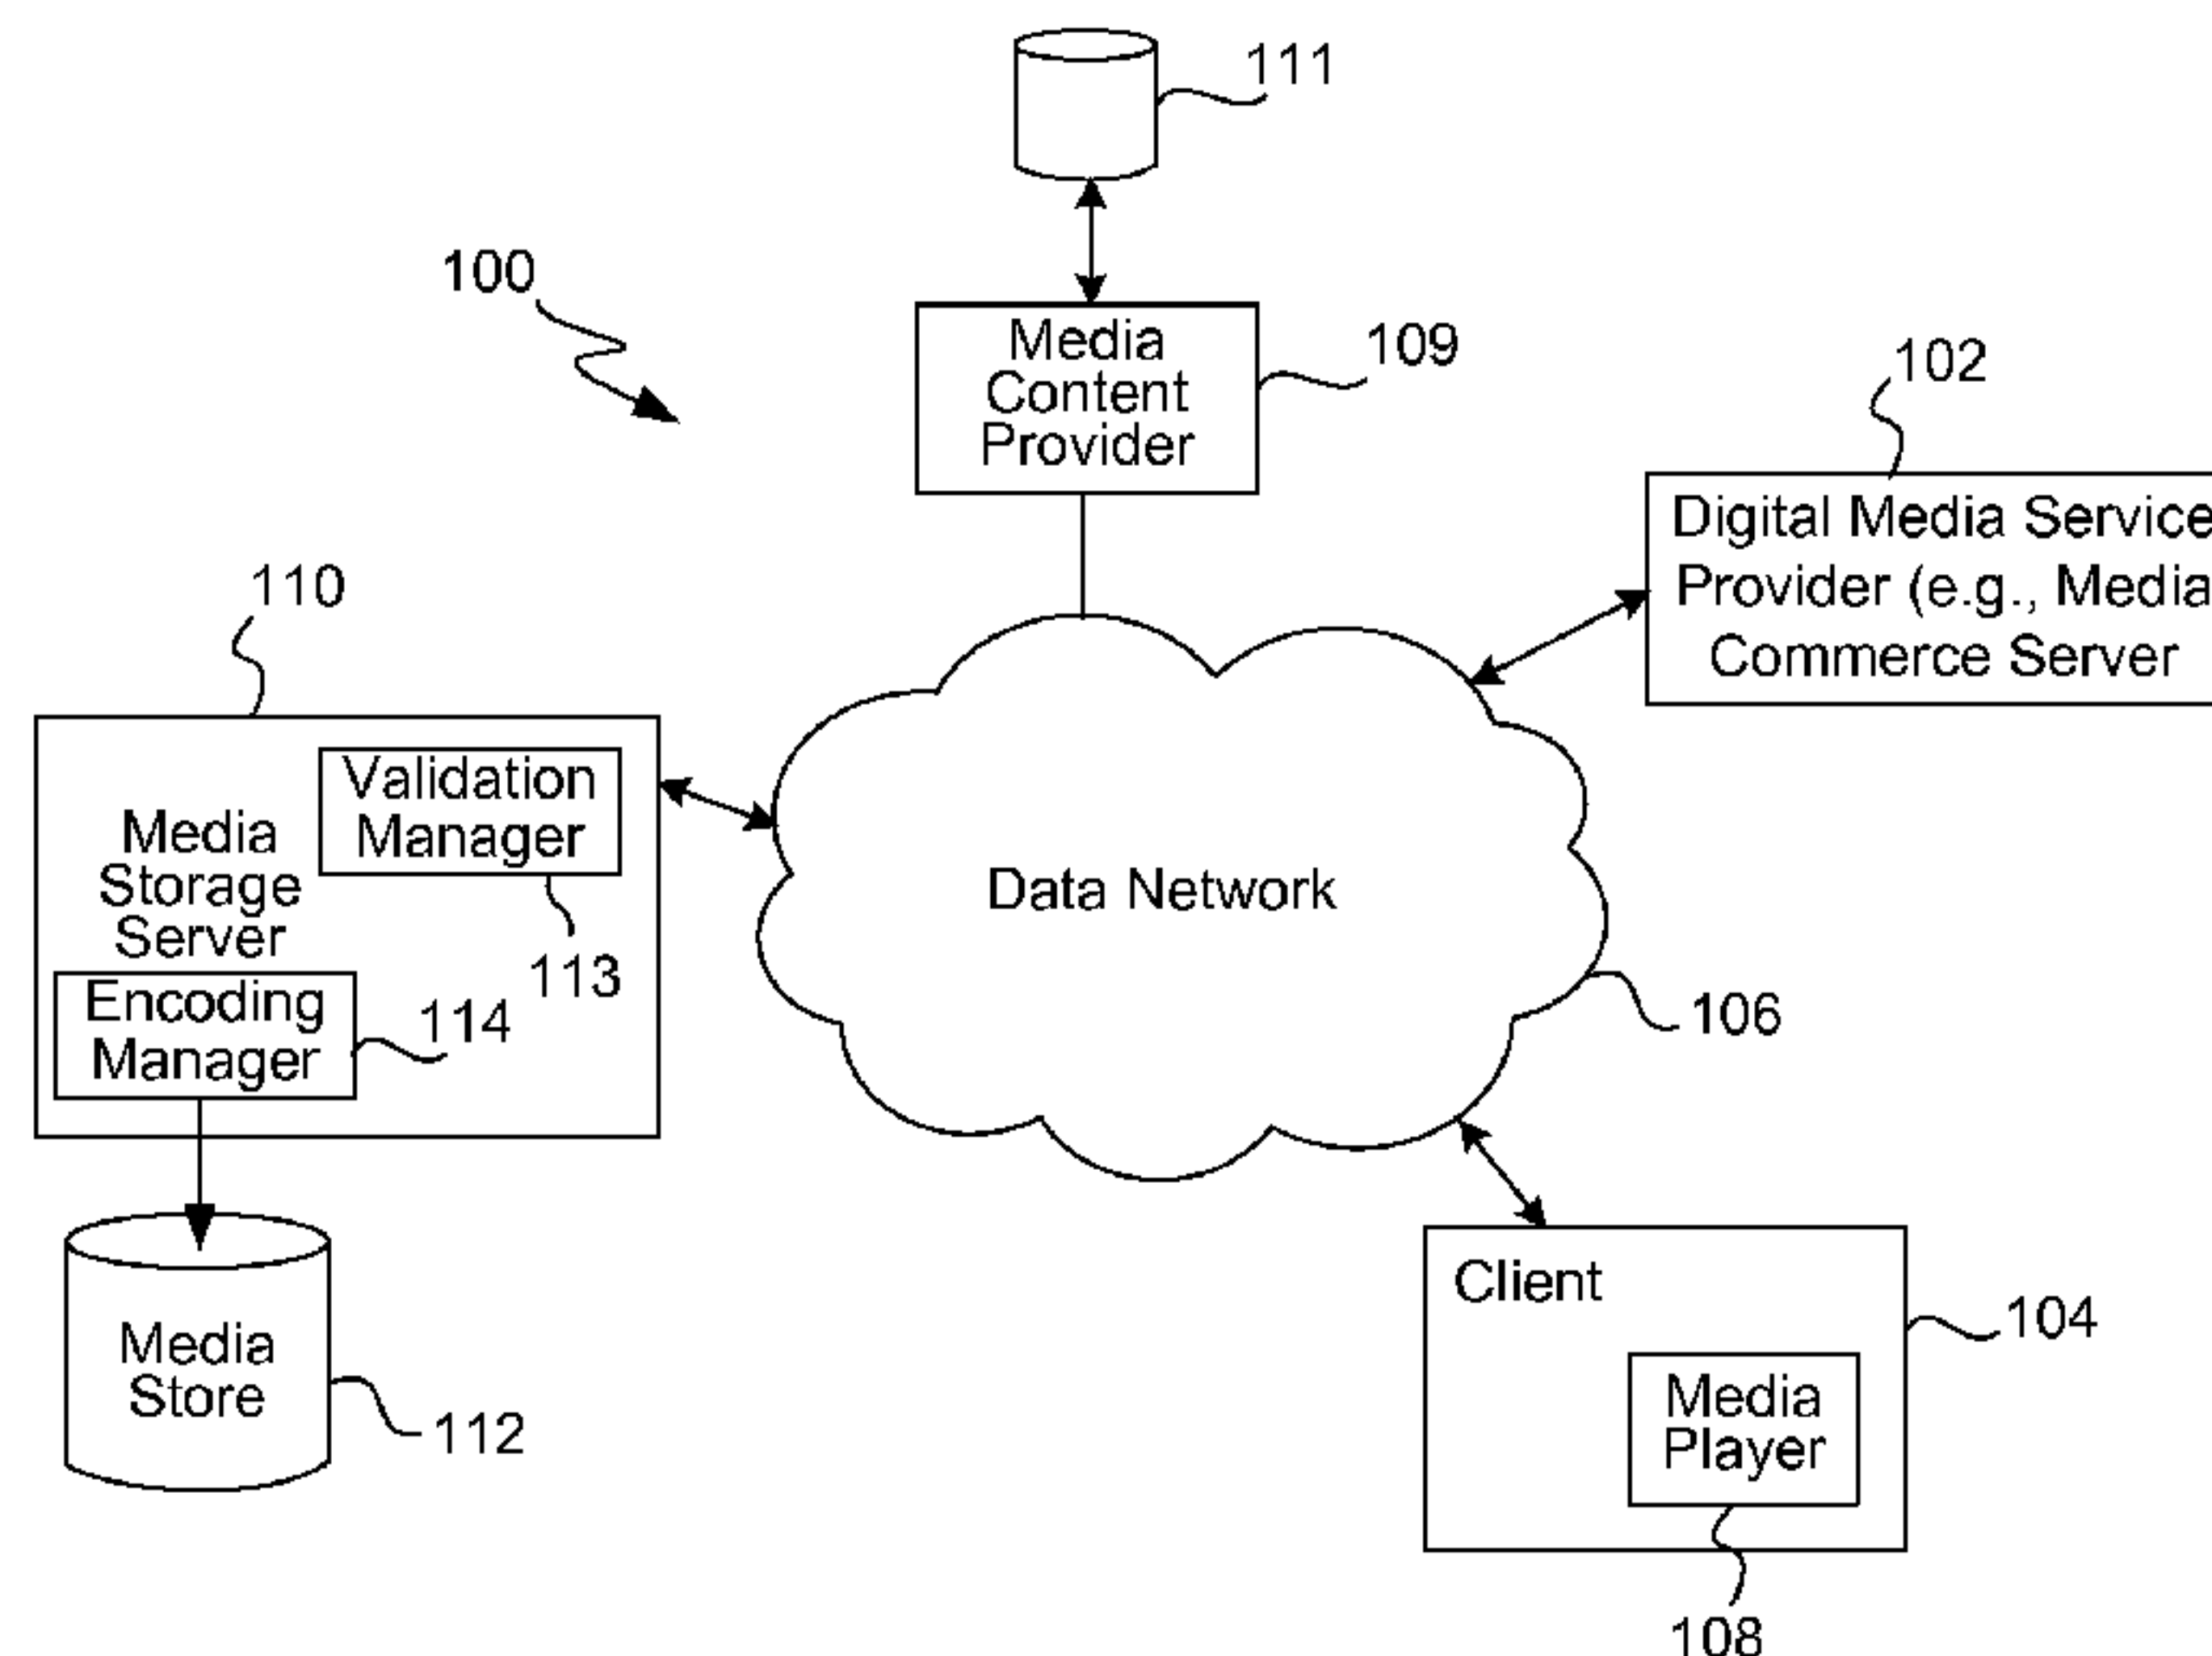 111
100
Media
Content
Provider
109
102
Digital Media Service
Provider (e.g., Media
Commerce Server
110
Validation
Manager
Media
Storage
Server
113
Encoding
Manager
114
Data Network
106
Media
Store
112
Client
104
Media
Player
108